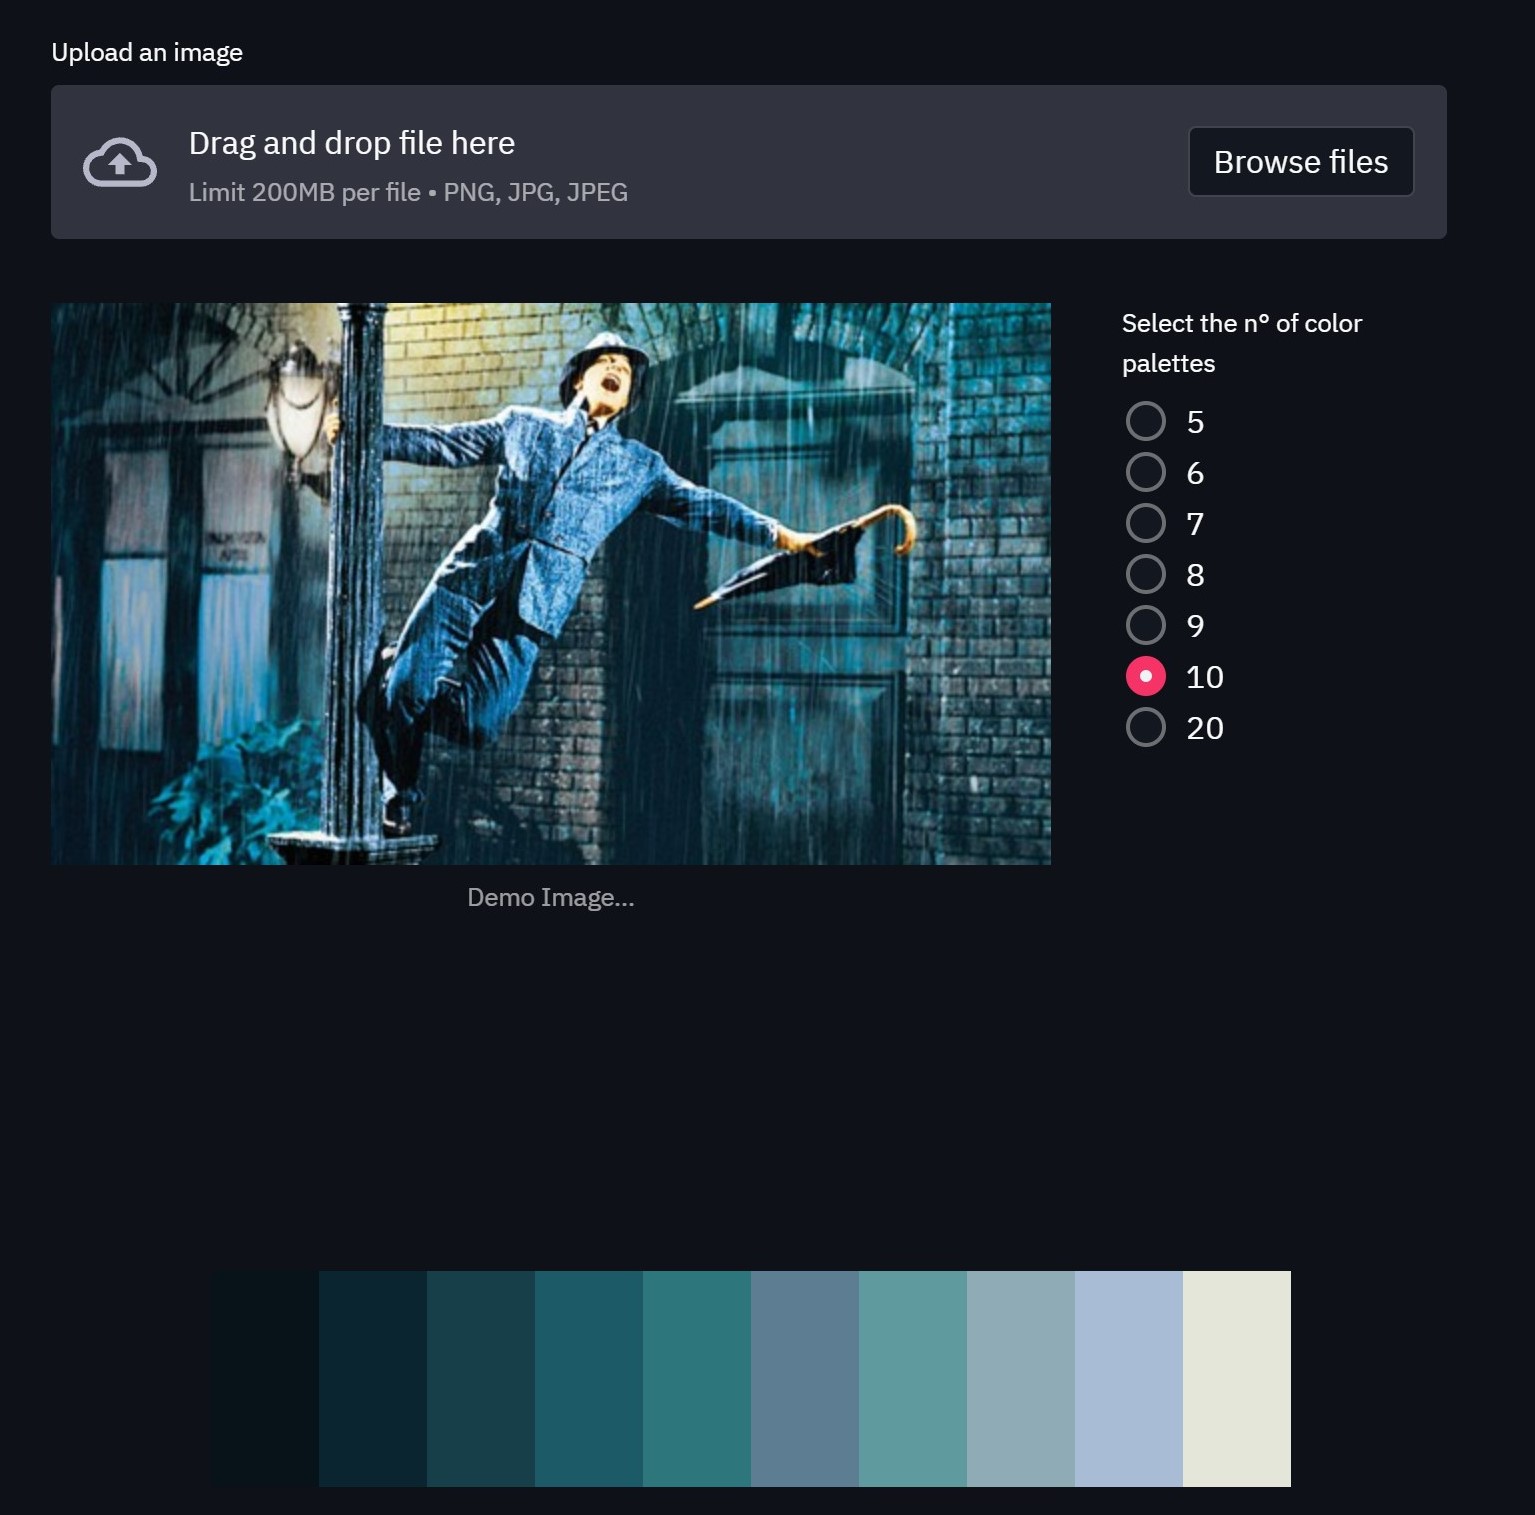 Upload an image
Drag and drop file here
Limit 200MB per file • PNG, JPG, JPEG
Browse files
Select the n° of color
palettes
5
6
7
8
9
10
20
Demo Image...